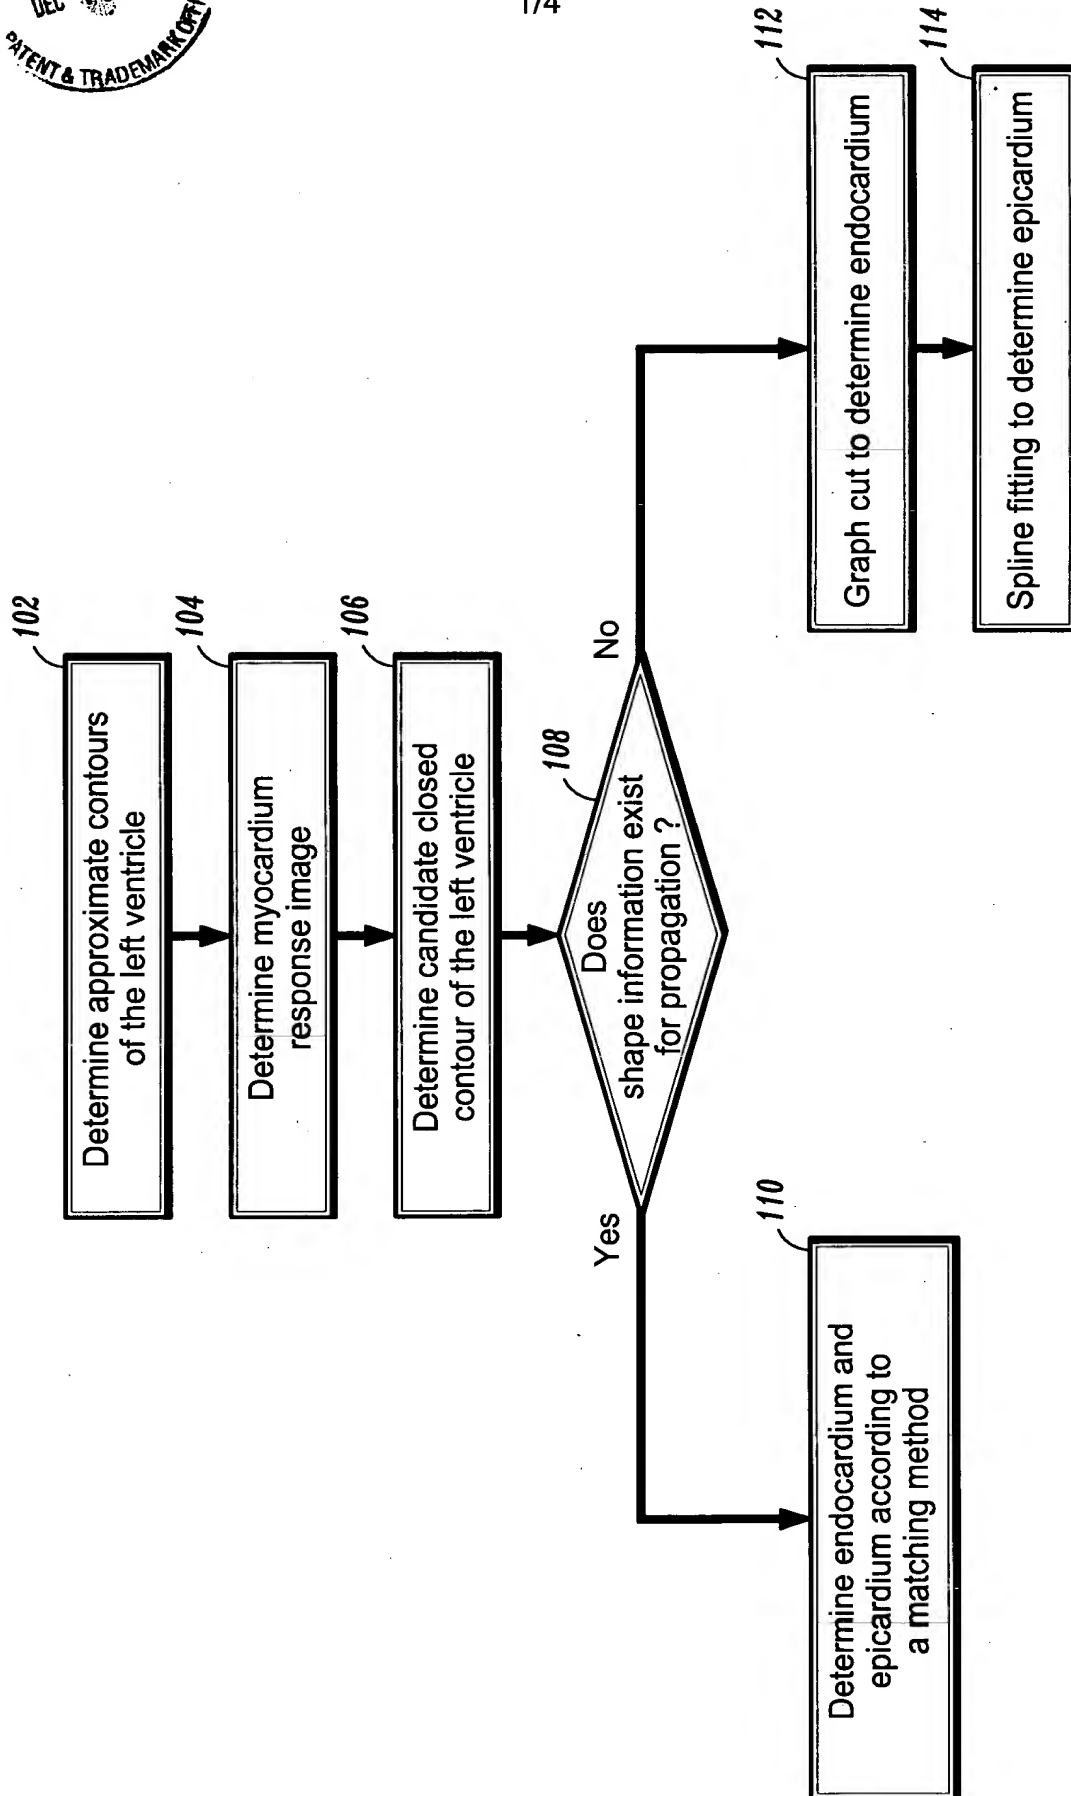 1/4
DEC
PATENT & TRADEMARK OFFI
102
Determine approximate contours
of the left ventricle
104
Determine myocardium
response image
106
Determine candidate closed
contour of the left ventricle
108
Does
shape information exist
for propagation ?
Yes
No
110
Determine endocardium and
epicardium according to
a matching method
112
Graph cut to determine endocardium
114
Spline fitting to determine epicardium